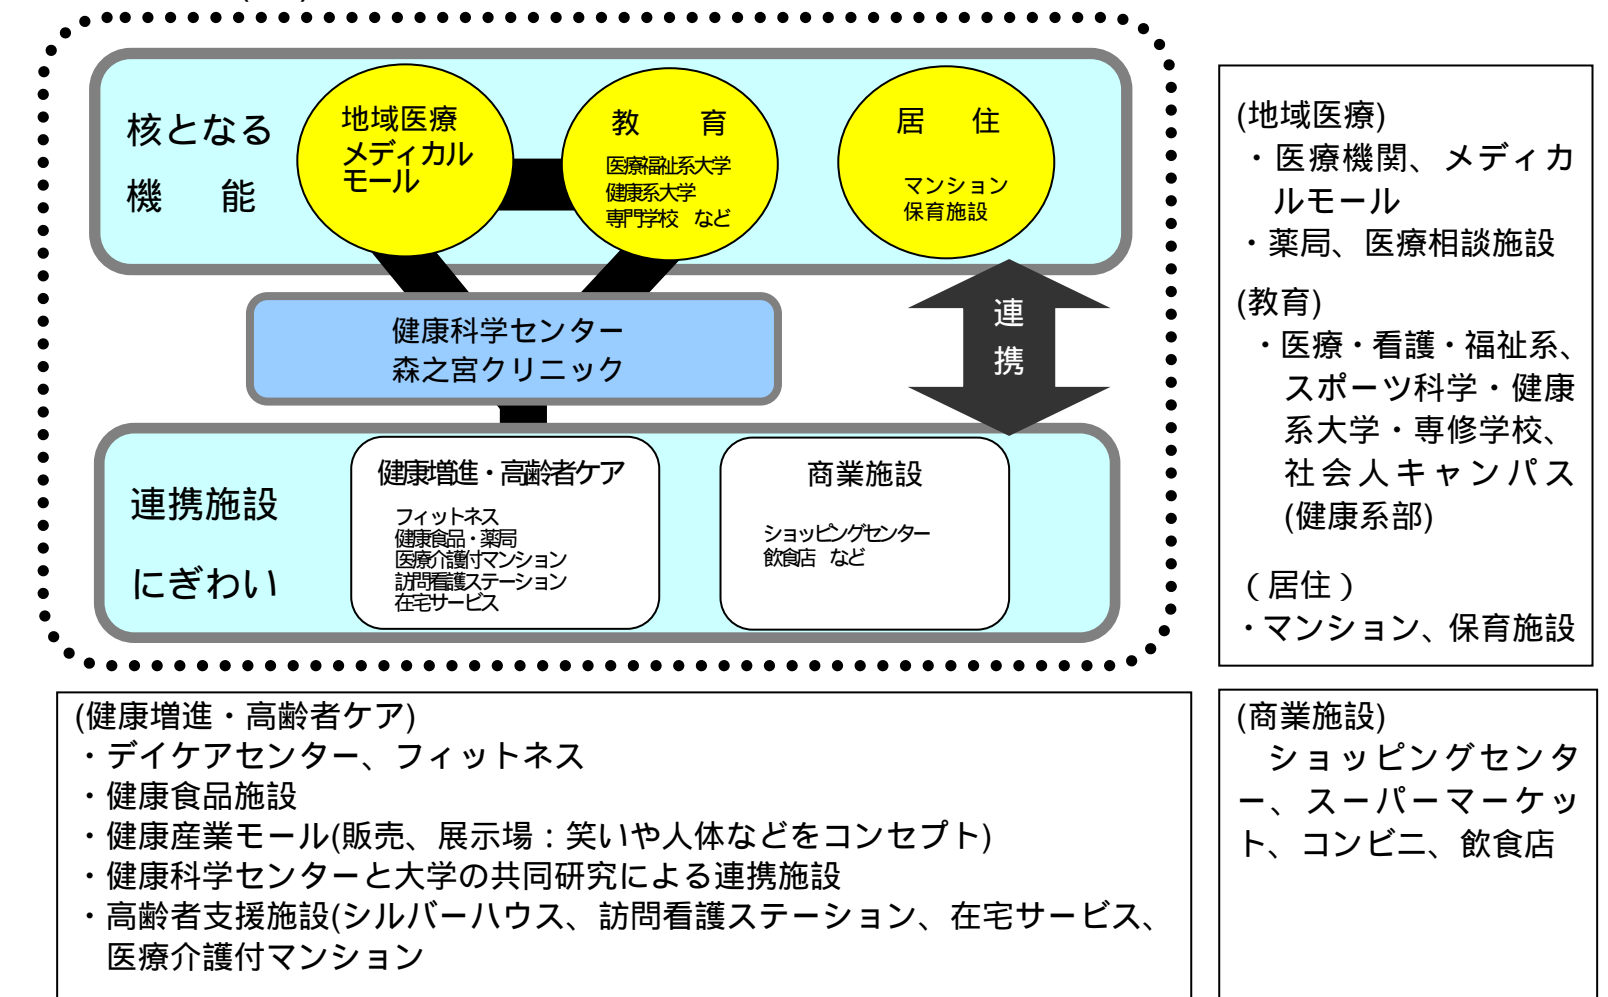 核となる
機　能
地域医療
メディカル
モール
教　育
医療福祉系大学
健康系大学
専門学校　など
居　住
マンション
保育施設
健康科学センター
森之宮クリニック
連
携
連携施設
にぎわい
健康増進・高齢者ケア
フィットネス
健康食品・薬局
医療介護付マンション
訪問看護ステーション
在宅サービス
商業施設
ショッピングセンター
飲食店　など
(地域医療)
・医療機関、メディカ
ルモール
・薬局、医療相談施設
(教育)
・医療・看護・福祉系、
スポーツ科学・健康
系大学・専修学校、
社会人キャンパス
(健康系部)
（居住）
・マンション、保育施設
(健康増進・高齢者ケア)
・デイケアセンター、フィットネス
・健康食品施設
・健康産業モール(販売、展示場：笑いや人体などをコンセプト)
・健康科学センターと大学の共同研究による連携施設
・高齢者支援施設(シルバーハウス、訪問看護ステーション、在宅サービス、
医療介護付マンション
(商業施設)
ショッピングセンタ
ー、スーパーマーケッ
ト、コンビニ、飲食店